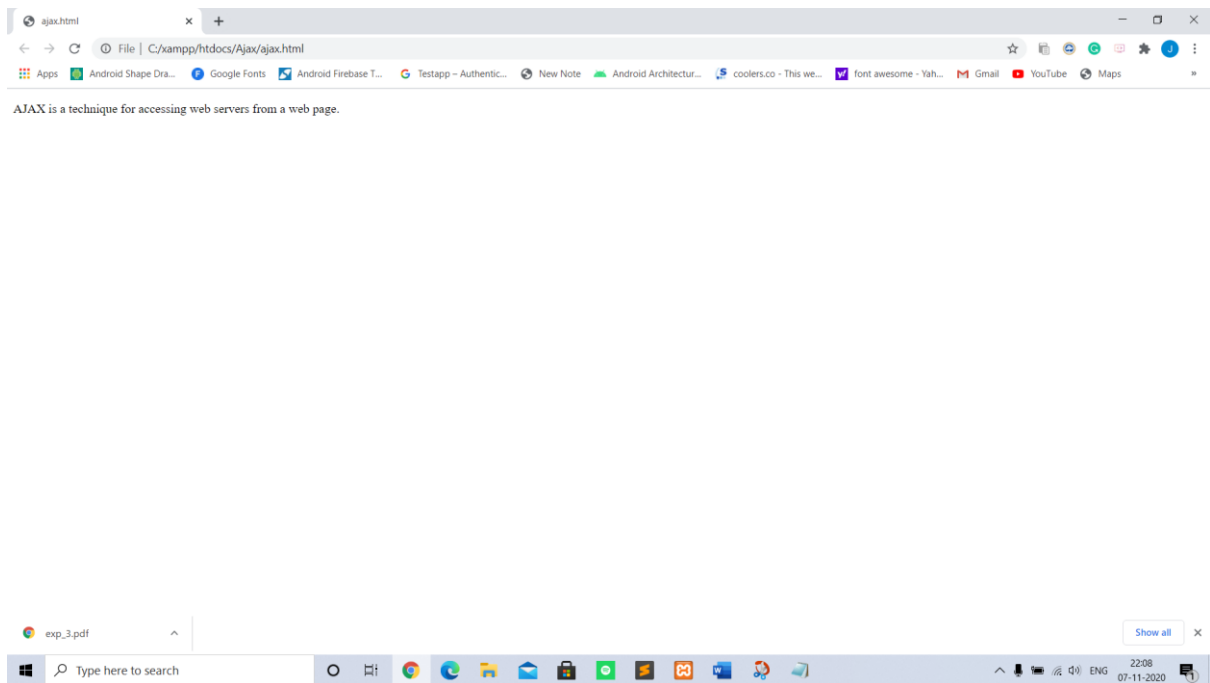 ajax.html
File | C:/xampp/htdocs/Ajax/ajax.html
Apps Android Shape Dra... Google Fonts Android Firebase T... Testapp – Authentic... New Note Android Architectur... coolers.co - This we... font awesome - Yah... Gmail YouTube Maps »
AJAX is a technique for accessing web servers from a web page.
exp_3.pdf Show all
Type here to search ENG 22:08
07-11-2020